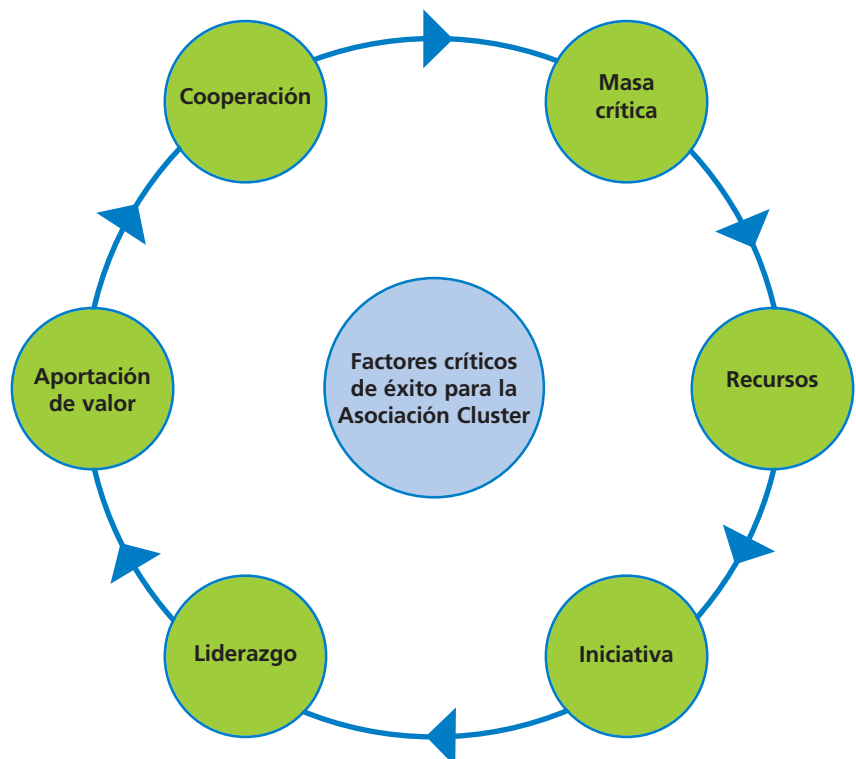 Cooperación
Masa
crítica
Recursos
Iniciativa
Liderazgo
Aportación
de valor
Factores críticos
de éxito para la
Asociación Cluster